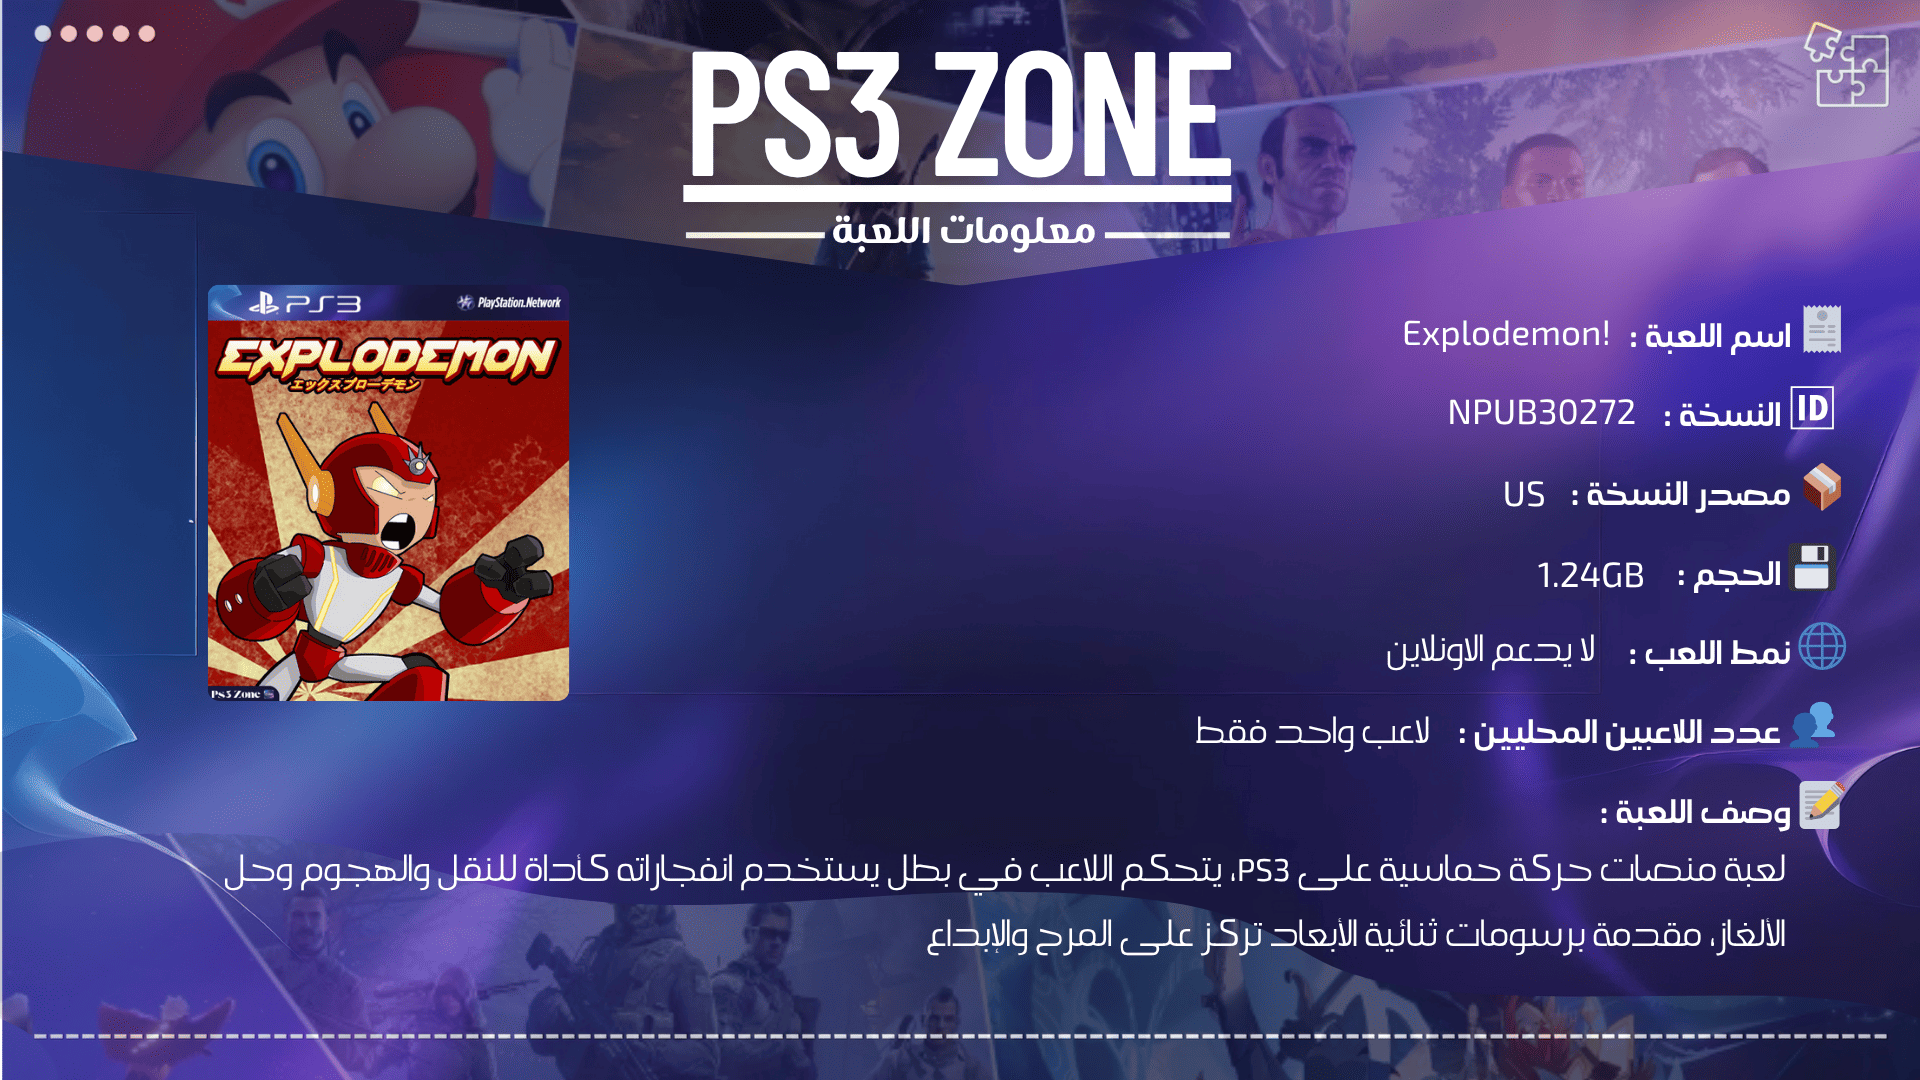 PS3 ZONE
معلومات اللعبة
PS3 PlayStation.Network
EXPLODEMON
エックスプローデモン
Ps3 Zone
اسم اللعبة : Explodemon!
ID النسخة : NPUB30272
مصدر النسخة : US
الحجم : 1.24GB
نمط اللعب : لا يدعم الاونلاين
عدد اللاعبين المحليين : لاعب واحد فقط
وصف اللعبة :
لعبة منصات حركة حماسية على PS3، يتحكم اللاعب في بطل يستخدم انفجاراته كأداة للنقل والهجوم وحل
الألغاز، مقدمة برسومات ثنائية الأبعاد تركز على المرح والإبداع